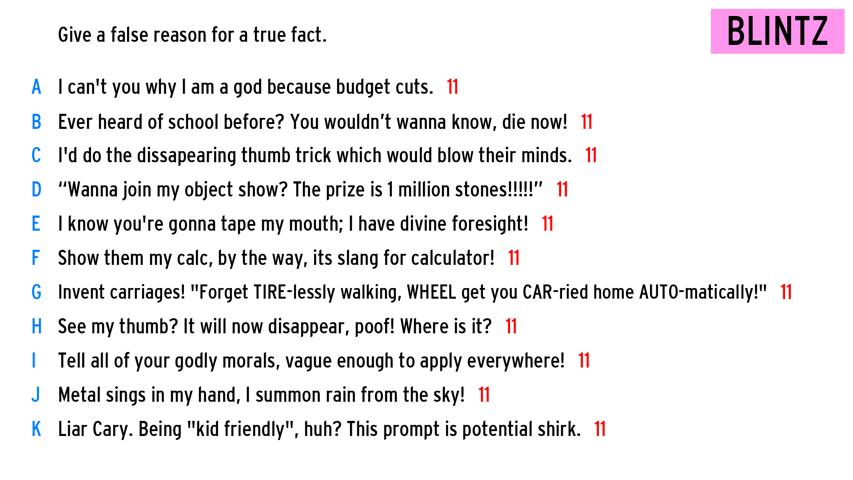 Give a false reason for a true fact.
BLINTZ
A I can't you why I am a god because budget cuts. 11
B Ever heard of school before? You wouldn’t wanna know, die now! 11
C I'd do the dissapearing thumb trick which would blow their minds. 11
D “Wanna join my object show? The prize is 1 million stones!!!!!” 11
E I know you're gonna tape my mouth; I have divine foresight! 11
F Show them my calc, by the way, its slang for calculator! 11
G Invent carriages! "Forget TIRE-lessly walking, WHEEL get you CAR-ried home AUTO-matically!" 11
H See my thumb? It will now disappear, poof! Where is it? 11
I Tell all of your godly morals, vague enough to apply everywhere! 11
J Metal sings in my hand, I summon rain from the sky! 11
K Liar Cary. Being "kid friendly", huh? This prompt is potential shirk. 11